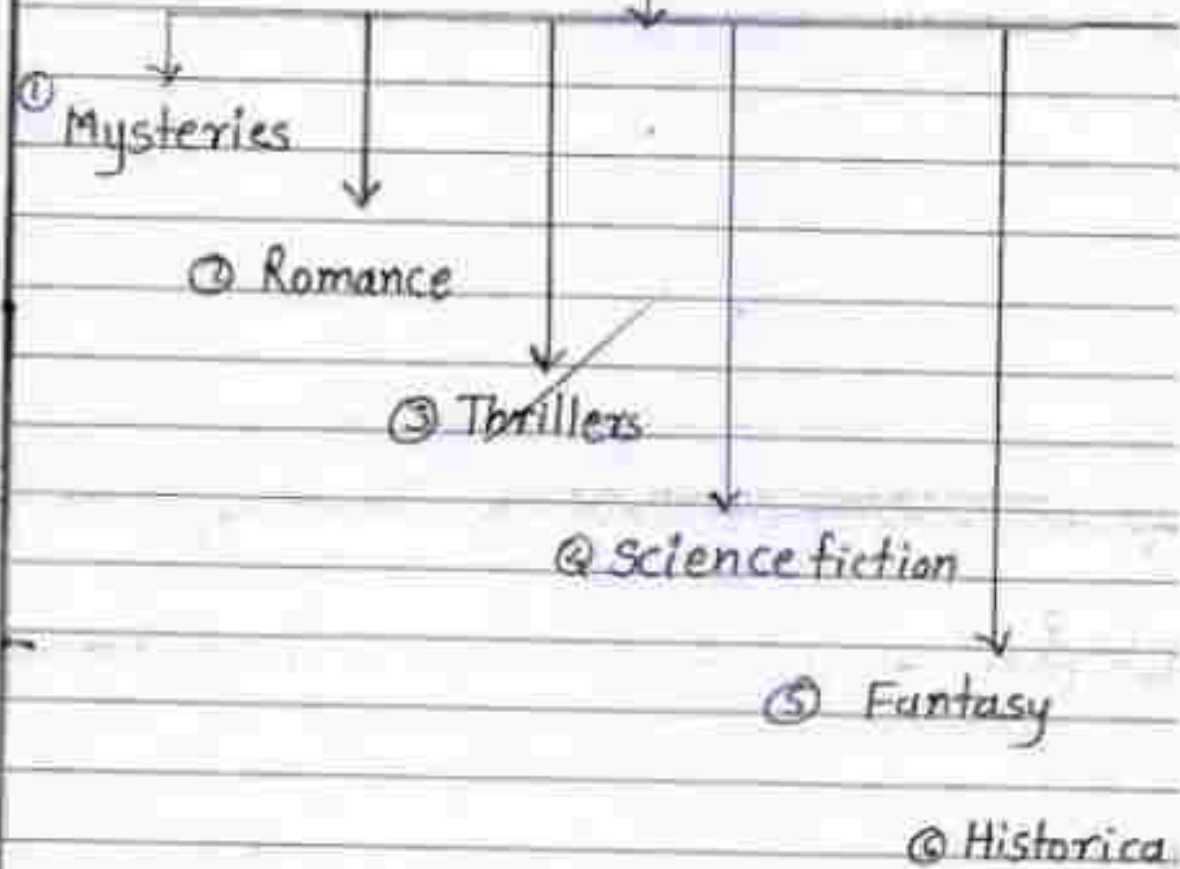 ① Mysteries
② Romance
③ Thrillers
④ Science fiction
⑤ Fantasy
⑥ Historica